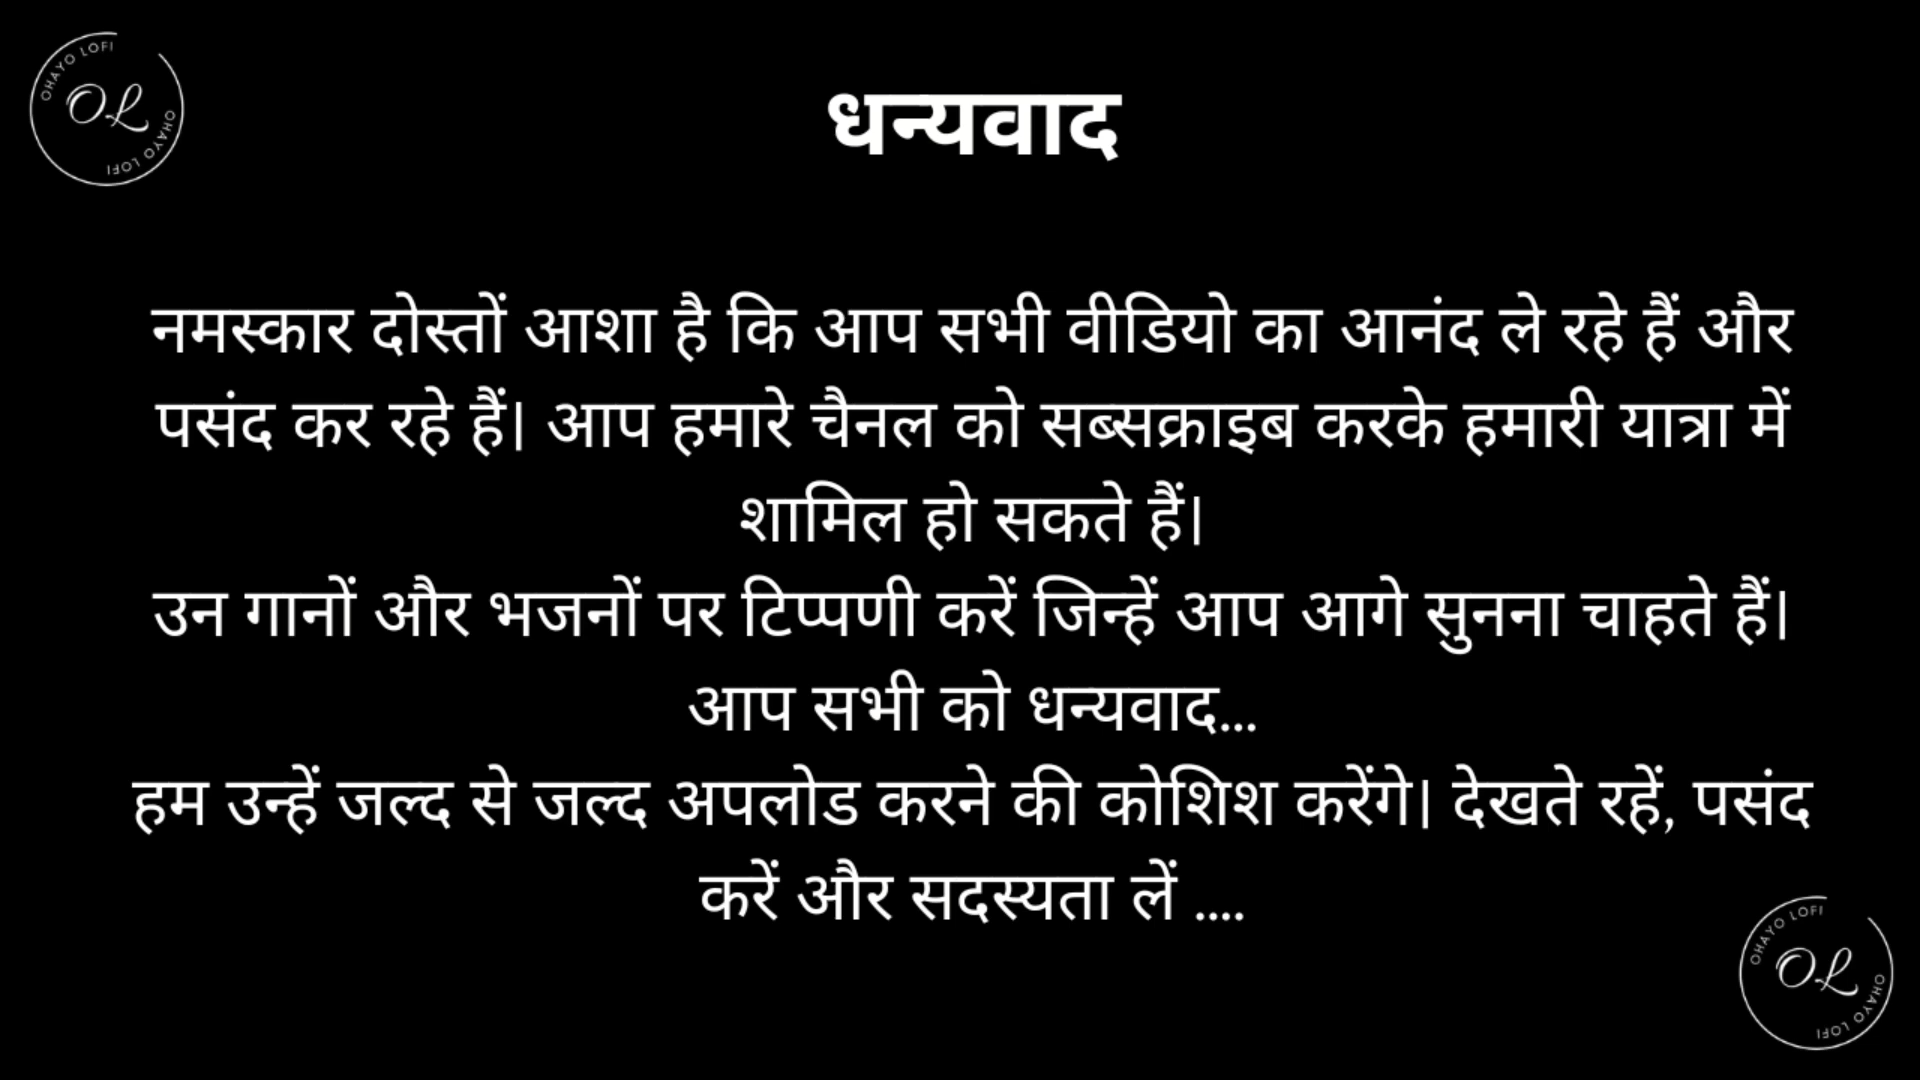 OHAYO LOFI
OL
OHAYO LOFI
धन्यवाद
नमस्कार दोस्तों आशा है कि आप सभी वीडियो का आनंद ले रहे हैं और
पसंद कर रहे हैं| आप हमारे चैनल को सब्सक्राइब करके हमारी यात्रा में
शामिल हो सकते हैं|
उन गानों और भजनों पर टिप्पणी करें जिन्हें आप आगे सुनना चाहते हैं|
आप सभी को धन्यवाद...
हम उन्हें जल्द से जल्द अपलोड करने की कोशिश करेंगे| देखते रहें, पसंद
करें और सदस्यता लें ....
OHAYO LOFI
OL
OHAYO LOFI